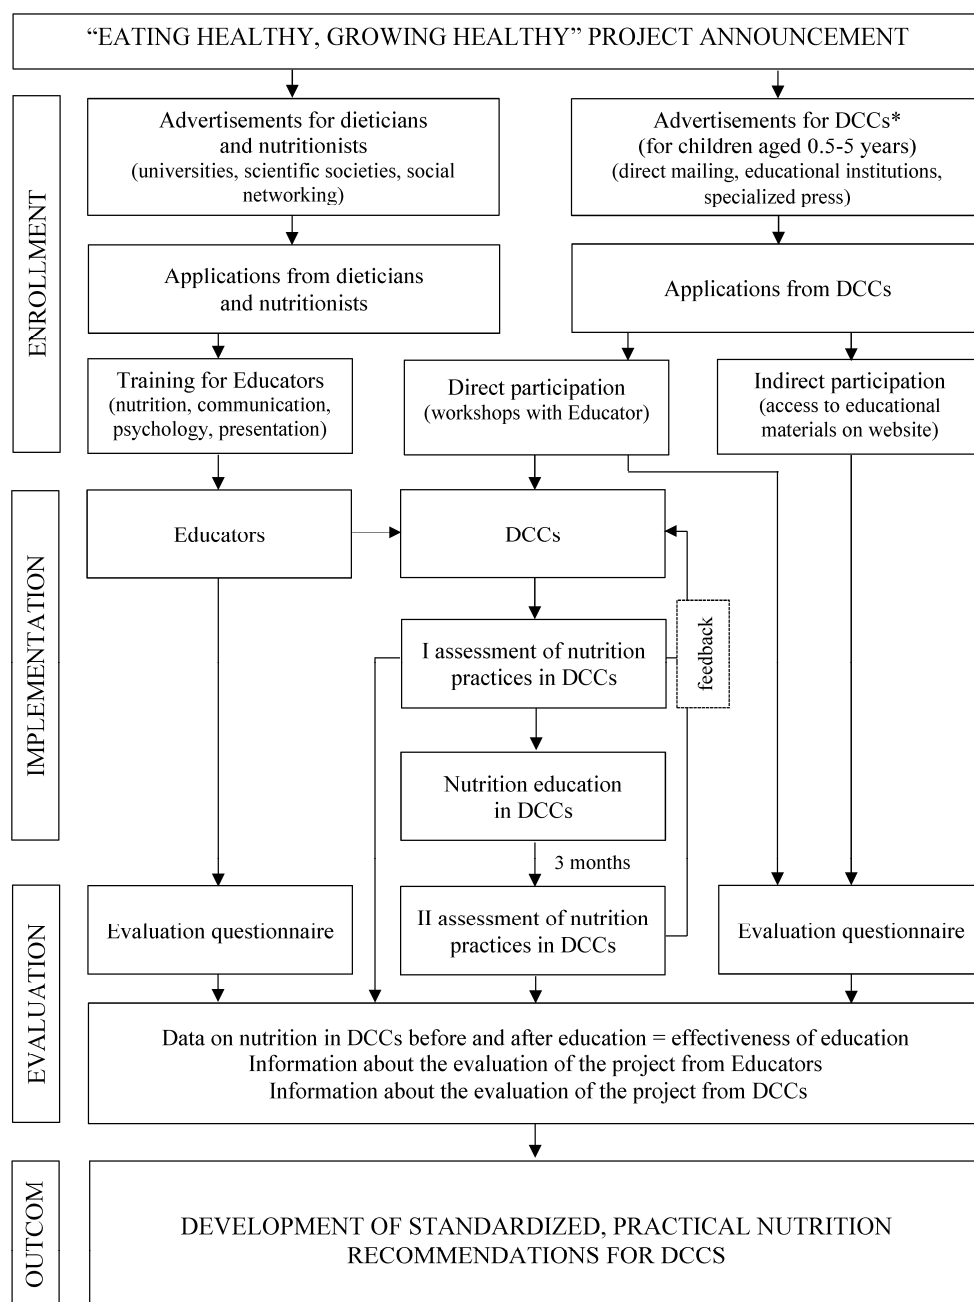 “EATING HEALTHY, GROWING HEALTHY” PROJECT ANNOUNCEMENT
ENROLLMENT
Advertisements for dieticians
and nutritionists
(universities, scientific societies, social
networking)
Advertisements for DCCs*
(for children aged 0.5-5 years)
(direct mailing, educational institutions,
specialized press)
Applications from dieticians
and nutritionists
Applications from DCCs
Training for Educators
(nutrition, communication,
psychology, presentation)
Direct participation
(workshops with Educator)
Indirect participation
(access to educational
materials on website)
IMPLEMENTATION
Educators
DCCs
I assessment of nutrition
practices in DCCs
feedback
Nutrition education
in DCCs
3 months
EVALUATION
Evaluation questionnaire
II assessment of nutrition
practices in DCCs
Evaluation questionnaire
Data on nutrition in DCCs before and after education = effectiveness of education
Information about the evaluation of the project from Educators
Information about the evaluation of the project from DCCs
OUTCOM
DEVELOPMENT OF STANDARDIZED, PRACTICAL NUTRITION
RECOMMENDATIONS FOR DCCS